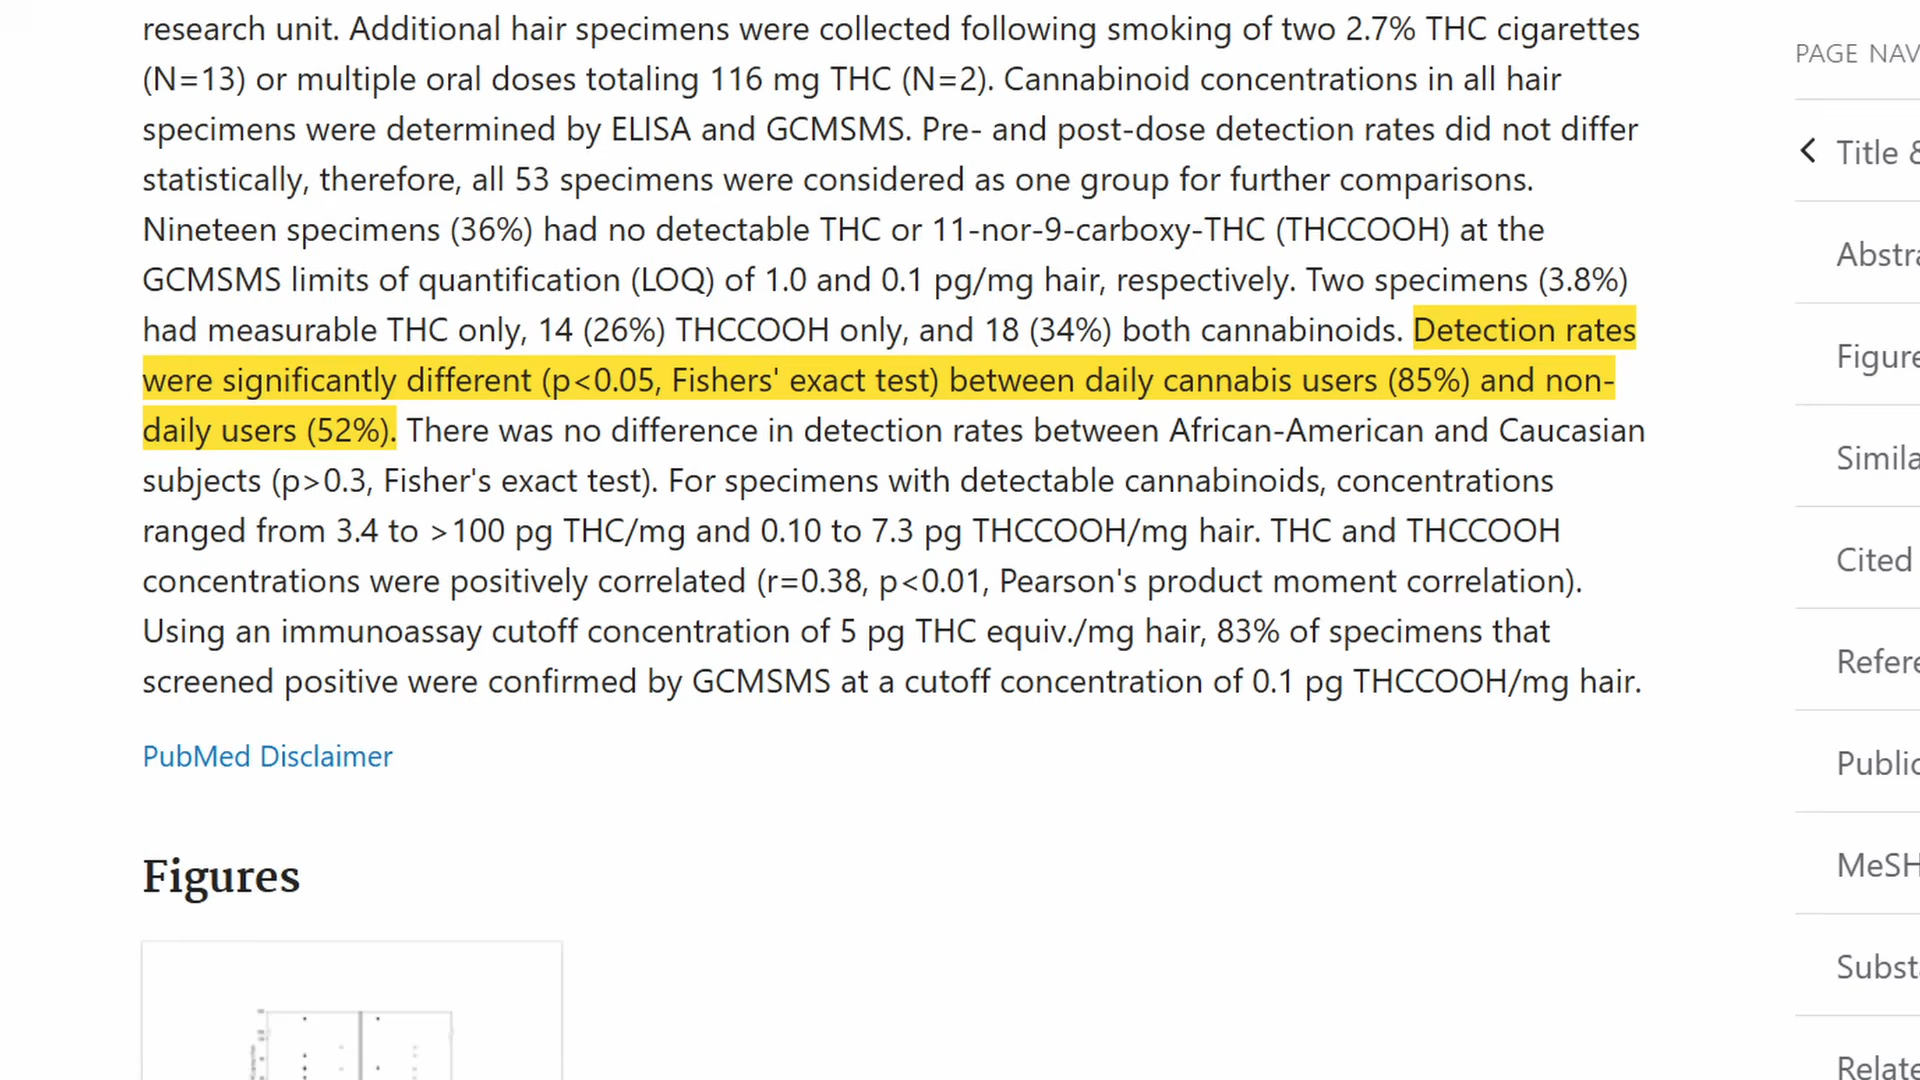 research unit. Additional hair specimens were collected following smoking of two 2.7% THC cigarettes
(N=13) or multiple oral doses totaling 116 mg THC (N=2). Cannabinoid concentrations in all hair
specimens were determined by ELISA and GCMSMS. Pre- and post-dose detection rates did not differ
statistically, therefore, all 53 specimens were considered as one group for further comparisons.
Nineteen specimens (36%) had no detectable THC or 11-nor-9-carboxy-THC (THCCOOH) at the
GCMSMS limits of quantification (LOQ) of 1.0 and 0.1 pg/mg hair, respectively. Two specimens (3.8%)
had measurable THC only, 14 (26%) THCCOOH only, and 18 (34%) both cannabinoids. Detection rates
were significantly different (p<0.05, Fishers' exact test) between daily cannabis users (85%) and non-
daily users (52%). There was no difference in detection rates between African-American and Caucasian
subjects (p>0.3, Fisher's exact test). For specimens with detectable cannabinoids, concentrations
ranged from 3.4 to >100 pg THC/mg and 0.10 to 7.3 pg THCCOOH/mg hair. THC and THCCOOH
concentrations were positively correlated (r=0.38, p<0.01, Pearson's product moment correlation).
Using an immunoassay cutoff concentration of 5 pg THC equiv./mg hair, 83% of specimens that
screened positive were confirmed by GCMSMS at a cutoff concentration of 0.1 pg THCCOOH/mg hair.
PubMed Disclaimer
Figures
PAGE NAV
Title &
Abstra
Figure
Simila
Cited
Refere
Public
MeSH
Substa
Relate